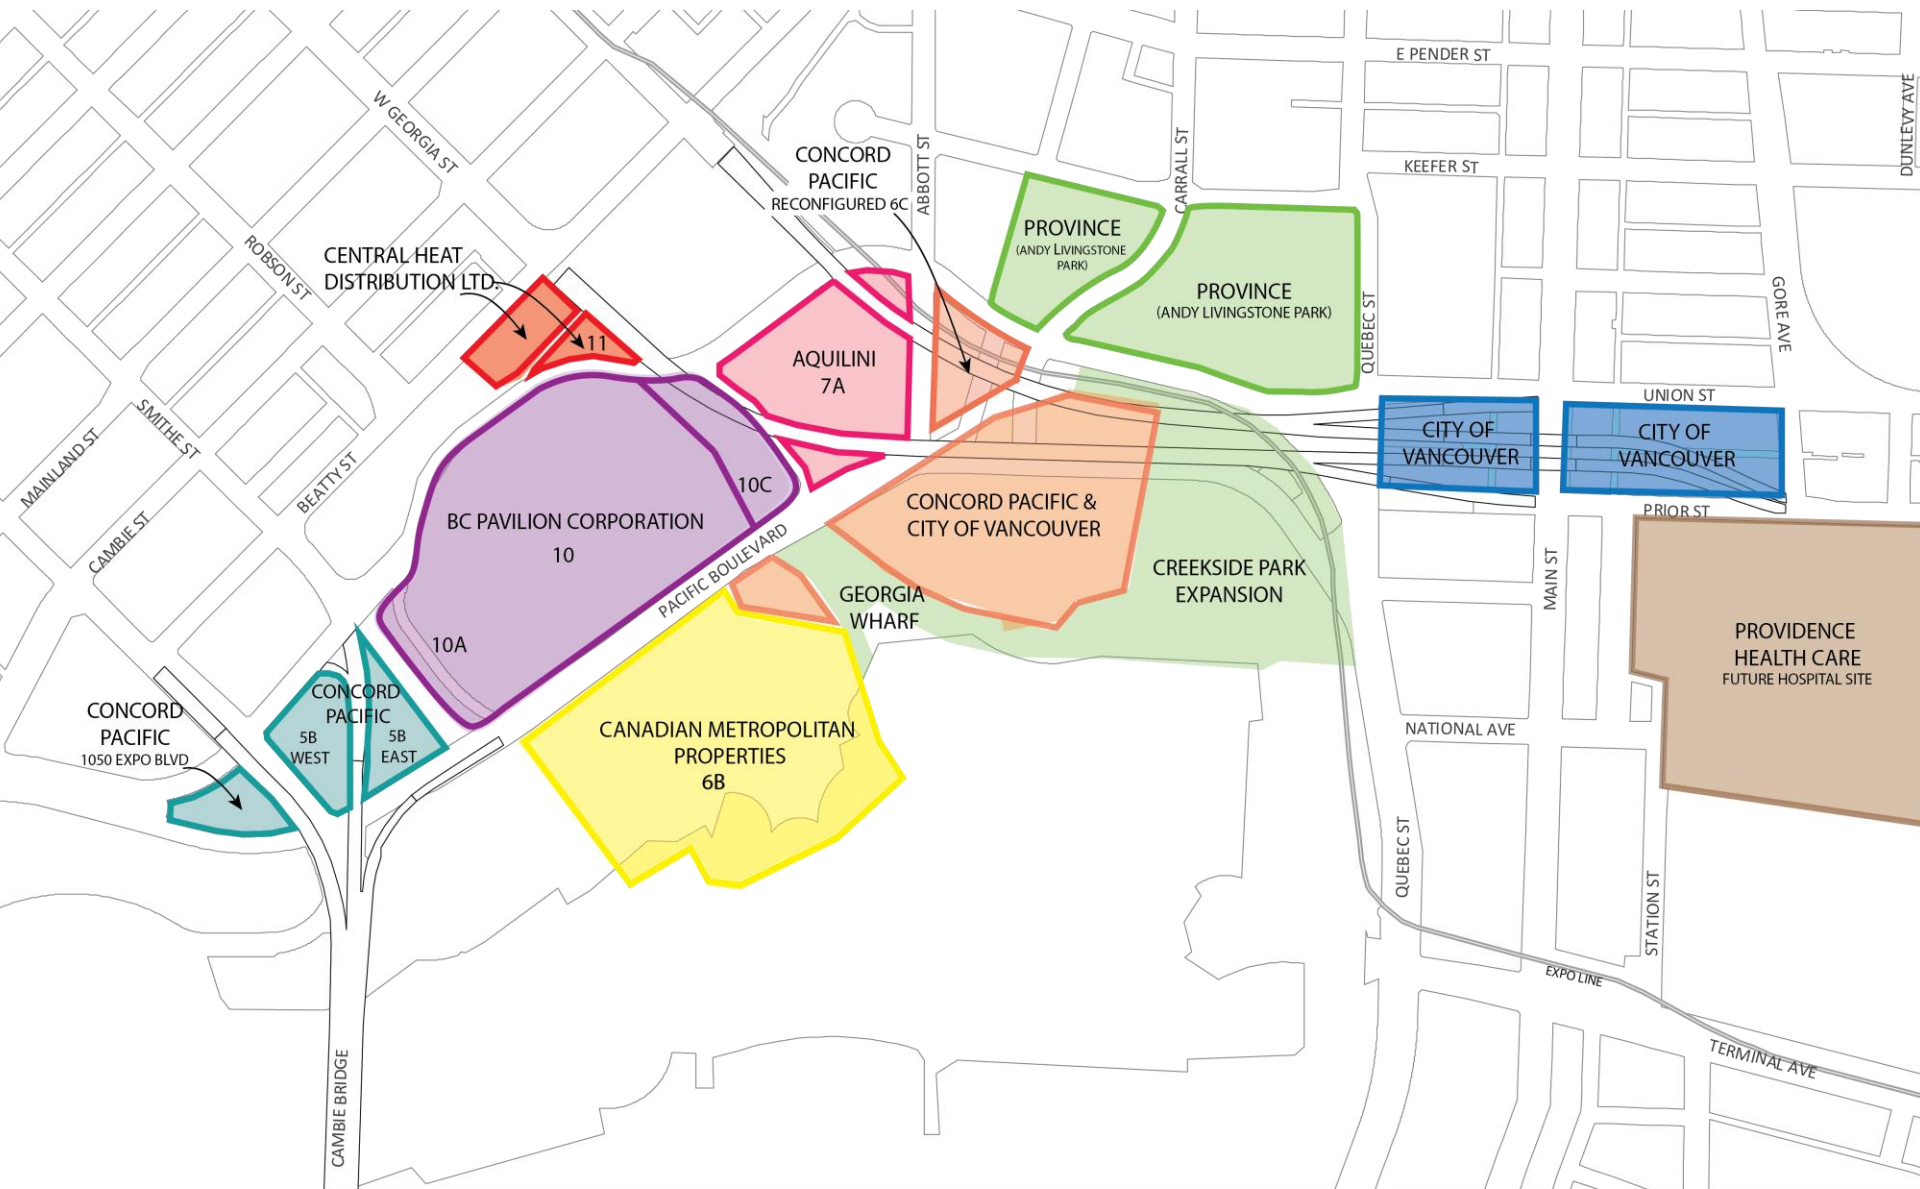 E PENDER ST
DUNLEVY AVE
W GEORGIA ST
CARRALL ST
ABBOTT ST
KEEFER ST
CONCORD
PACIFIC
RECONFIGURED 6C
PROVINCE
(ANDY LIVINGSTONE
PARK)
ROBSON ST
CENTRAL HEAT
DISTRIBUTION LTD.
PROVINCE
(ANDY LIVINGSTONE PARK)
QUEBEC ST
GORE AVE
11
AQUILINI
7A
UNION ST
SMITHE ST
MAINLAND ST
CITY OF
VANCOUVER
CITY OF
VANCOUVER
BEATTY ST
10C
CONCORD PACIFIC &
CITY OF VANCOUVER
PRIOR ST
BC PAVILION CORPORATION
10
CAMBIE ST
PACIFIC BOULEVARD
CREEKSIDE PARK
EXPANSION
MAIN ST
GEORGIA
WHARF
10A
PROVIDENCE
HEALTH CARE
FUTURE HOSPITAL SITE
CONCORD
PACIFIC
5B
WEST
5B
EAST
CONCORD
PACIFIC
1050 EXPO BLVD
CANADIAN METROPOLITAN
PROPERTIES
6B
NATIONAL AVE
QUEBEC ST
STATION ST
EXPO LINE
TERMINAL AVE
CAMBIE BRIDGE